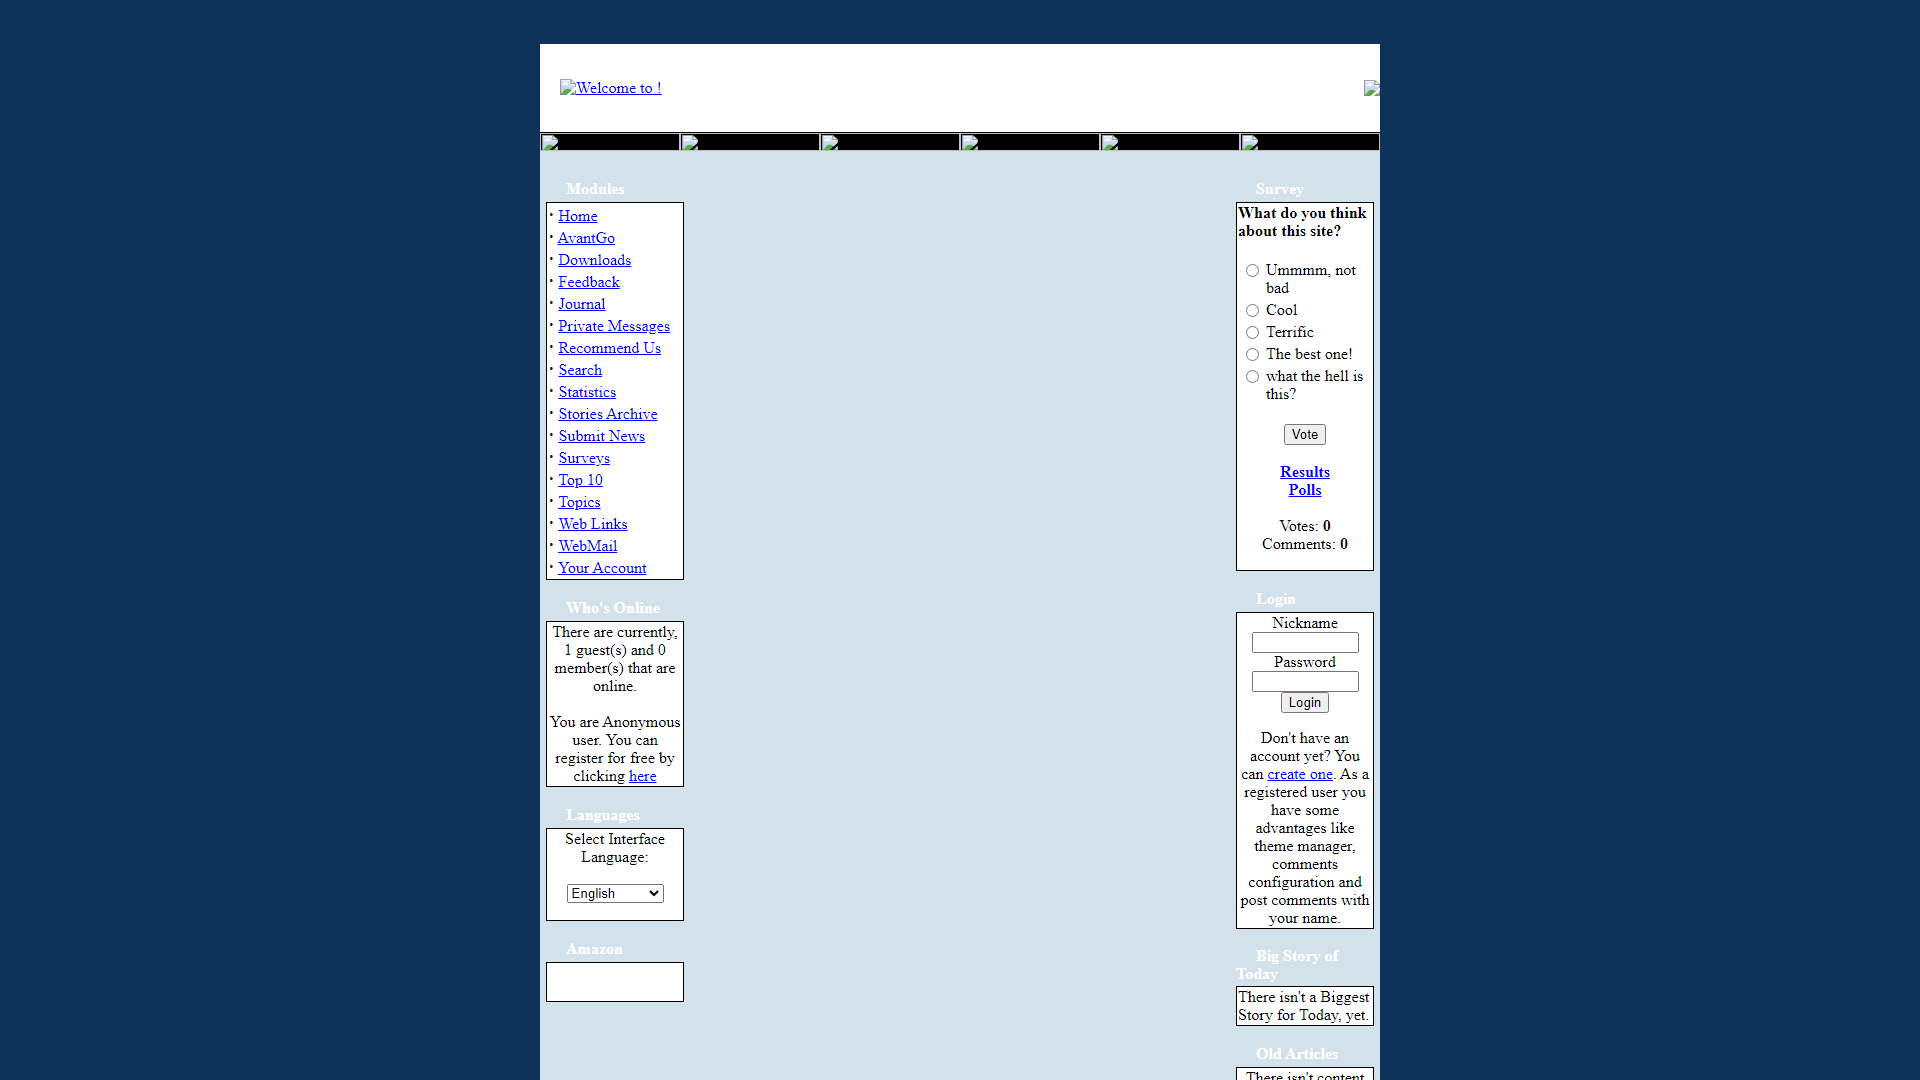 Welcome to !
Modules
· Home
· AvantGo
· Downloads
· Feedback
· Journal
· Private Messages
· Recommend Us
· Search
· Statistics
· Stories Archive
· Submit News
· Surveys
· Top 10
· Topics
· Web Links
· WebMail
· Your Account
Who's Online
There are currently,
1 guest(s) and 0
member(s) that are
online.
You are Anonymous
user. You can
register for free by
clicking here
Languages
Select Interface
Language:
English
Amazon
Survey
What do you think
about this site?
Ummmm, not
bad
Cool
Terrific
The best one!
what the hell is
this?
Vote
Results
Polls
Votes: 0
Comments: 0
Login
Nickname
Password
Login
Don't have an
account yet? You
can create one. As a
registered user you
have some
advantages like
theme manager,
comments
configuration and
post comments with
your name.
Big Story of
Today
There isn't a Biggest
Story for Today, yet.
Old Articles
There isn't content